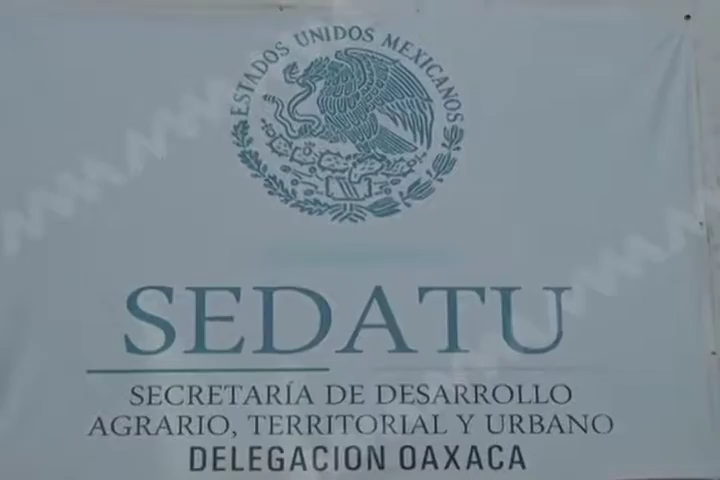 ESTADOS UNIDOS MEXICANOS
SEDATU
SECRETARÍA DE DESARROLLO
AGRARIO, TERRITORIAL Y URBANO
DELEGACION OAXACA